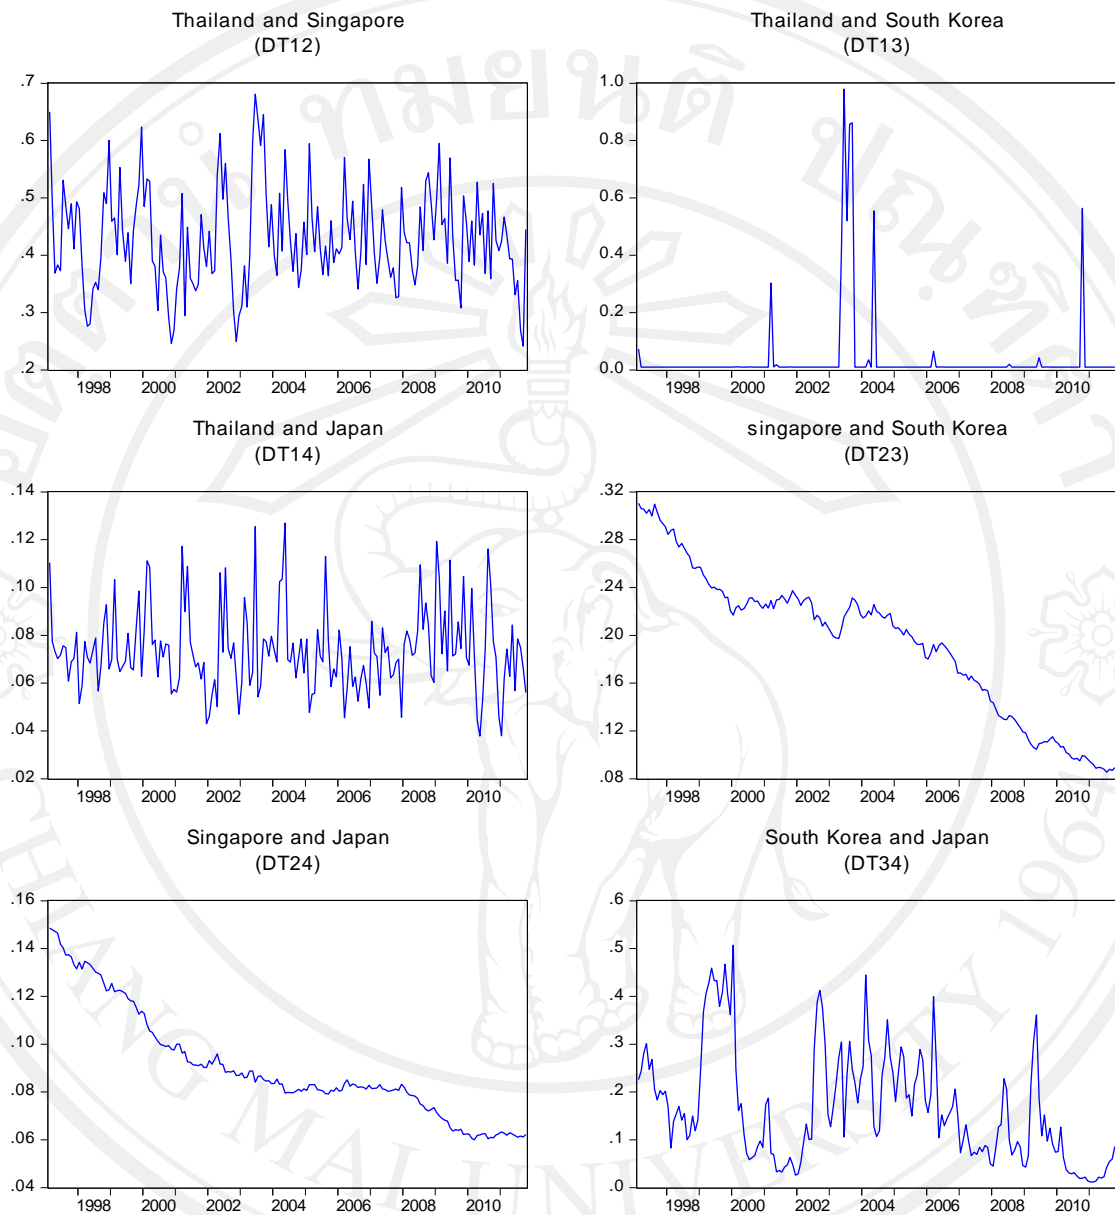 Thailand and Singapore
(DT12)
.7
.6
.5
.4
.3
.2
1998 2000 2002 2004 2006 2008 2010
Thailand and South Korea
(DT13)
1.0
0.8
0.6
0.4
0.2
0.0
1998 2000 2002 2004 2006 2008 2010
Thailand and Japan
(DT14)
.14
.12
.10
.08
.06
.04
.02
1998 2000 2002 2004 2006 2008 2010
singapore and South Korea
(DT23)
.32
.28
.24
.20
.16
.12
.08
1998 2000 2002 2004 2006 2008 2010
Singapore and Japan
(DT24)
.16
.14
.12
.10
.08
.06
.04
1998 2000 2002 2004 2006 2008 2010
South Korea and Japan
(DT34)
.6
.5
.4
.3
.2
.1
.0
1998 2000 2002 2004 2006 2008 2010
CHIANG MAI UNIVERSITY 1964